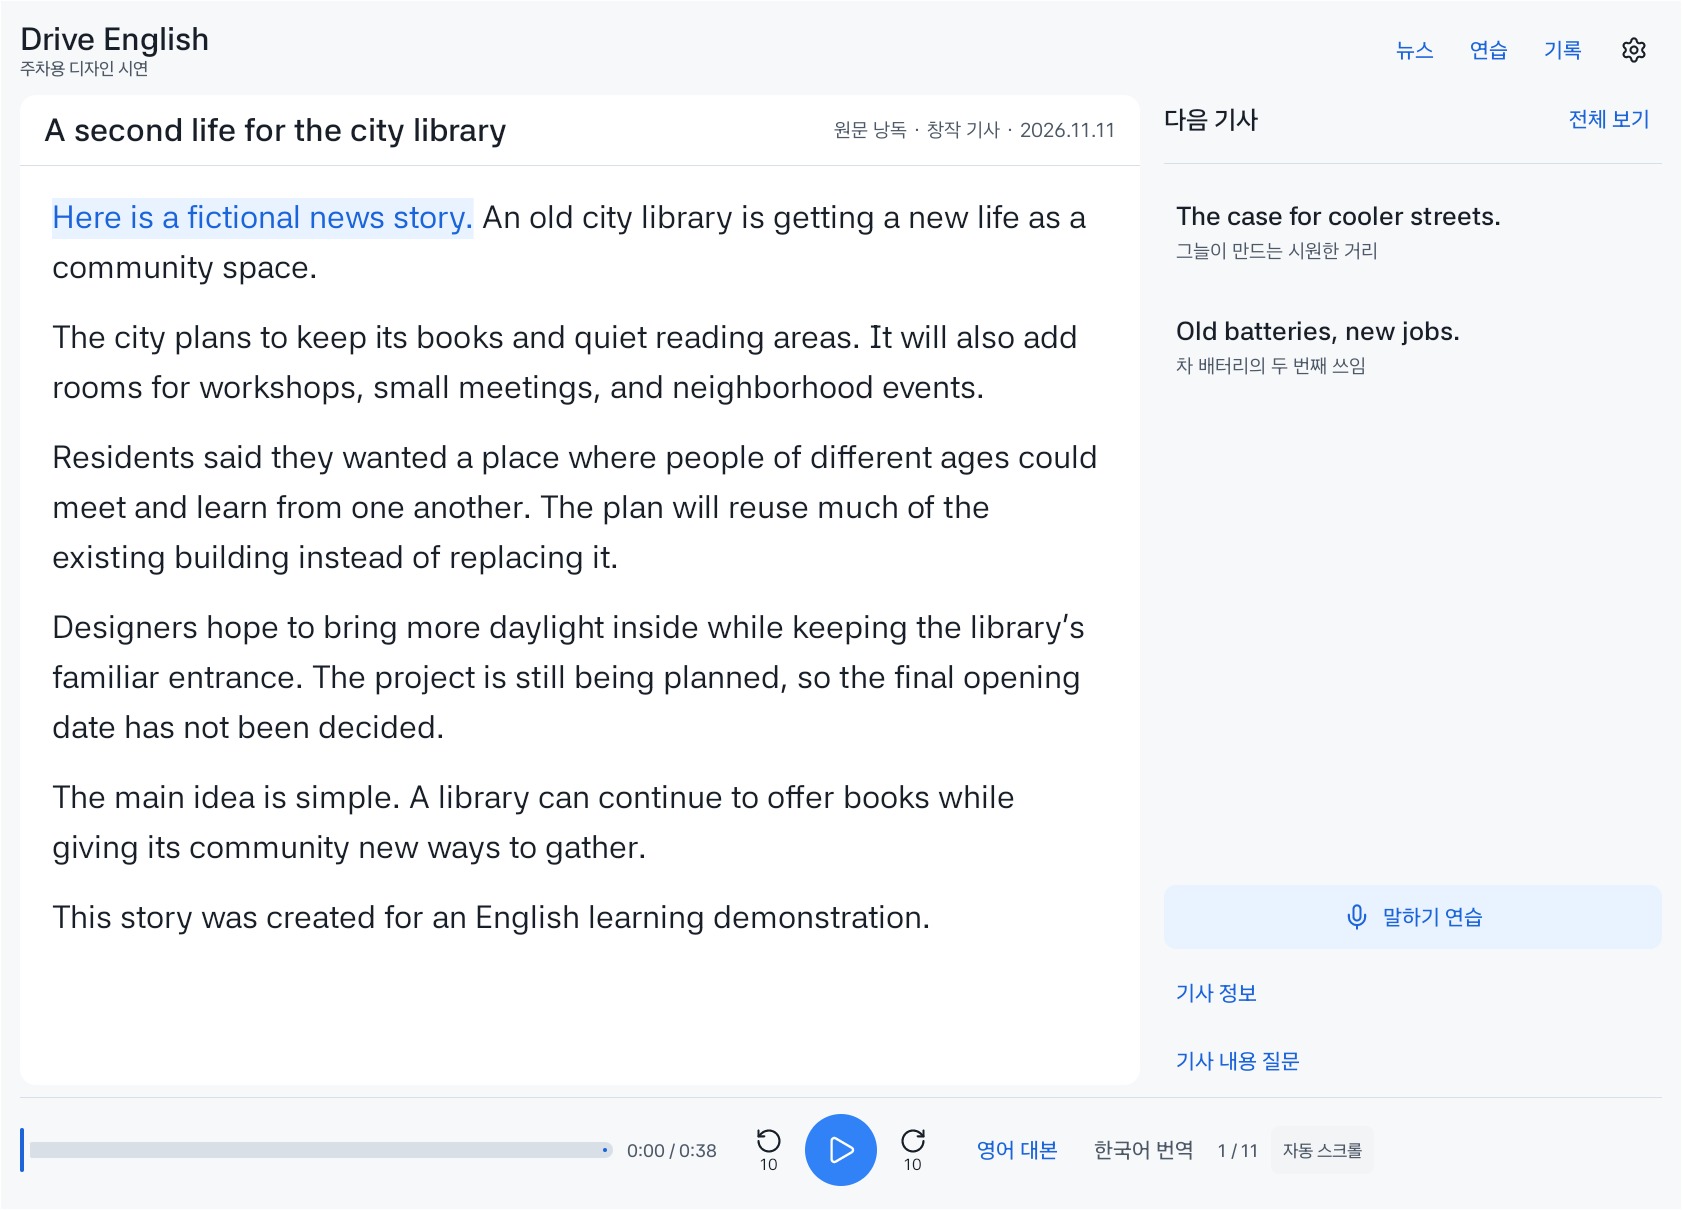 Drive English
주차용 디자인 시연
뉴스 연습 기록
A second life for the city library
원문 낭독 · 창작 기사 · 2026.11.11
Here is a fictional news story. An old city library is getting a new life as a
community space.
The city plans to keep its books and quiet reading areas. It will also add
rooms for workshops, small meetings, and neighborhood events.
Residents said they wanted a place where people of different ages could
meet and learn from one another. The plan will reuse much of the
existing building instead of replacing it.
Designers hope to bring more daylight inside while keeping the library’s
familiar entrance. The project is still being planned, so the final opening
date has not been decided.
The main idea is simple. A library can continue to offer books while
giving its community new ways to gather.
This story was created for an English learning demonstration.
다음 기사
전체 보기
The case for cooler streets.
그늘이 만드는 시원한 거리
Old batteries, new jobs.
차 배터리의 두 번째 쓰임
말하기 연습
기사 정보
기사 내용 질문
0:00 / 0:38
10
10
영어 대본
한국어 번역
1 / 11
자동 스크롤